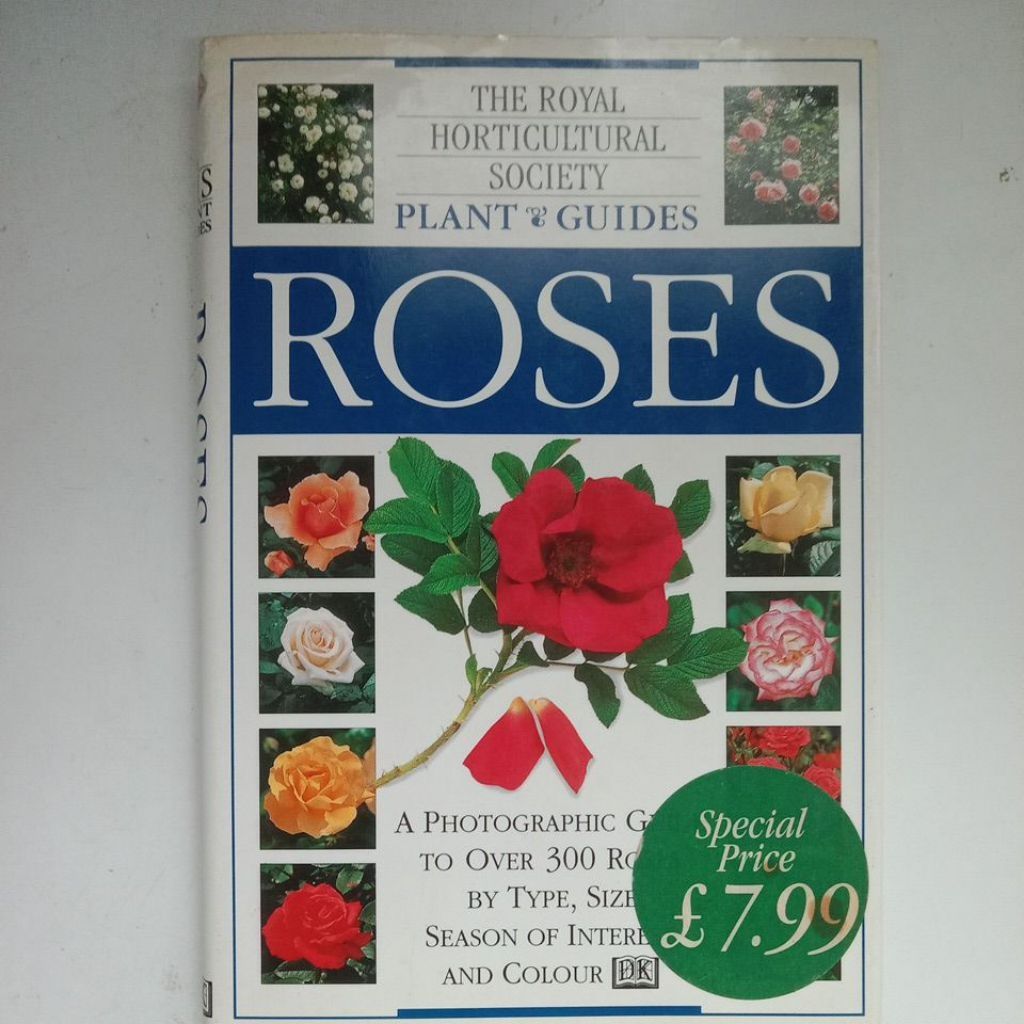 THE ROYAL
HORTICULTURAL
SOCIETY
PLANT & GUIDES
ROSES
A PHOTOGRAPHIC
TO OVER 300
BY TYPE, SIZE
SEASON OF
AND COLOUR DK
Special
Price
£7.99
ROSES